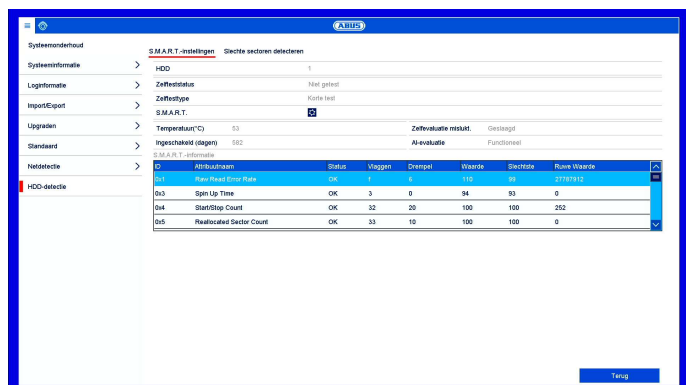 ABUS
Systeemonderhoud
Systeeminformatie
Loginformatie
Import/Export
Upgraden
Standaard
Netdetectie
HDD-detectie
S.M.A.R.T.-instellingen Slechte sectoren detecteren
HDD 1
Zelfteststatus Niet getest
Zelftesttype Korte test
S.M.A.R.T.
Temperatuur(°C) 53 Zelfevaluatie mislukt. Geslaagd
Ingeschakeld (dagen) 582 Al-evaluatie Functioneel
S.M.A.R.T.-informatie
ID Attribuutnaam Status Vlaggen Drempel Waarde Slechtste Ruwe Waarde
0x1 Raw Read Error Rate OK f 6 110 99 27787912
0x3 Spin Up Time OK 3 0 94 93 0
0x4 Start/Stop Count OK 32 20 100 100 252
0x5 Reallocated Sector Count OK 33 10 100 100 0
Terug